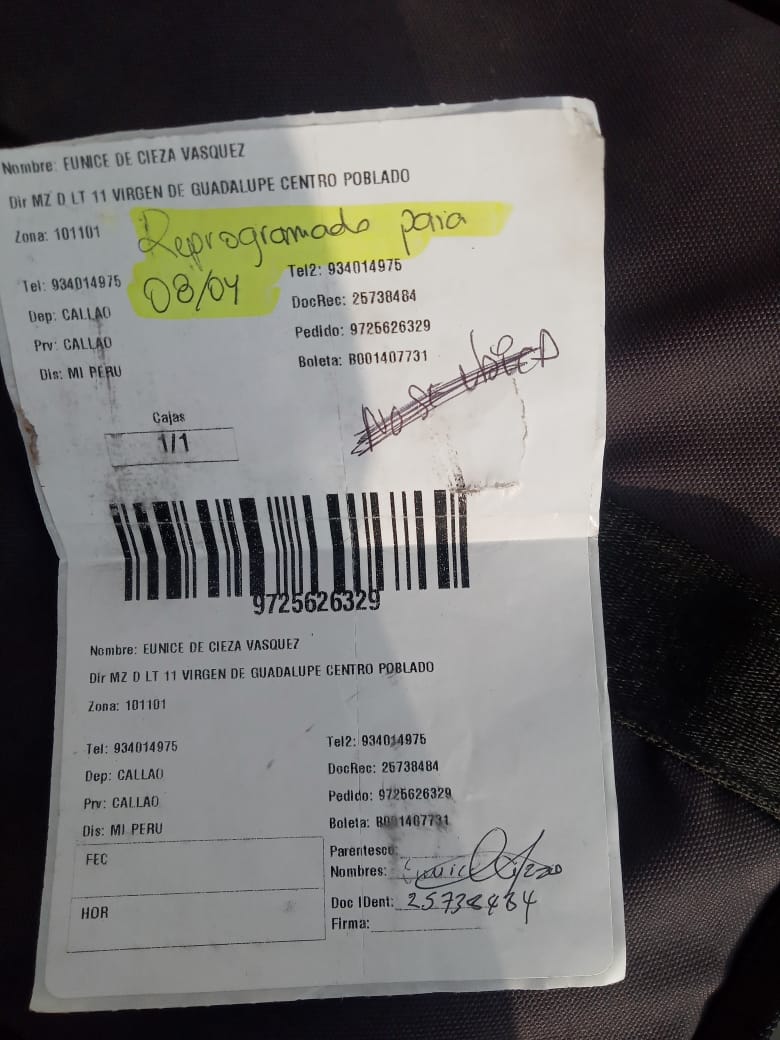 Nombre: EUNICE DE CIEZA VASQUEZ
Dir MZ D LT 11 VIRGEN DE GUADALUPE CENTRO POBLADO
Zona: 101101
Reprogramado para
08/04
Tel: 934014975 Tel2: 934014975
Dep: CALLAO DocRec: 25738484
Prv: CALLAO Pedido: 9725626329
Dis: MI PERU Boleta: B001407731
NO SE UBICA
Cajas
1/1
9725626329
Nombre: EUNICE DE CIEZA VASQUEZ
Dir MZ D LT 11 VIRGEN DE GUADALUPE CENTRO POBLADO
Zona: 101101
Tel: 934014975 Tel2: 934014975
Dep: CALLAO DocRec: 25738484
Prv: CALLAO Pedido: 9725626329
Dis: MI PERU Boleta: B001407731
FEC Parentesco:
Nombres:
HOR Doc IDent: 25738484
Firma: